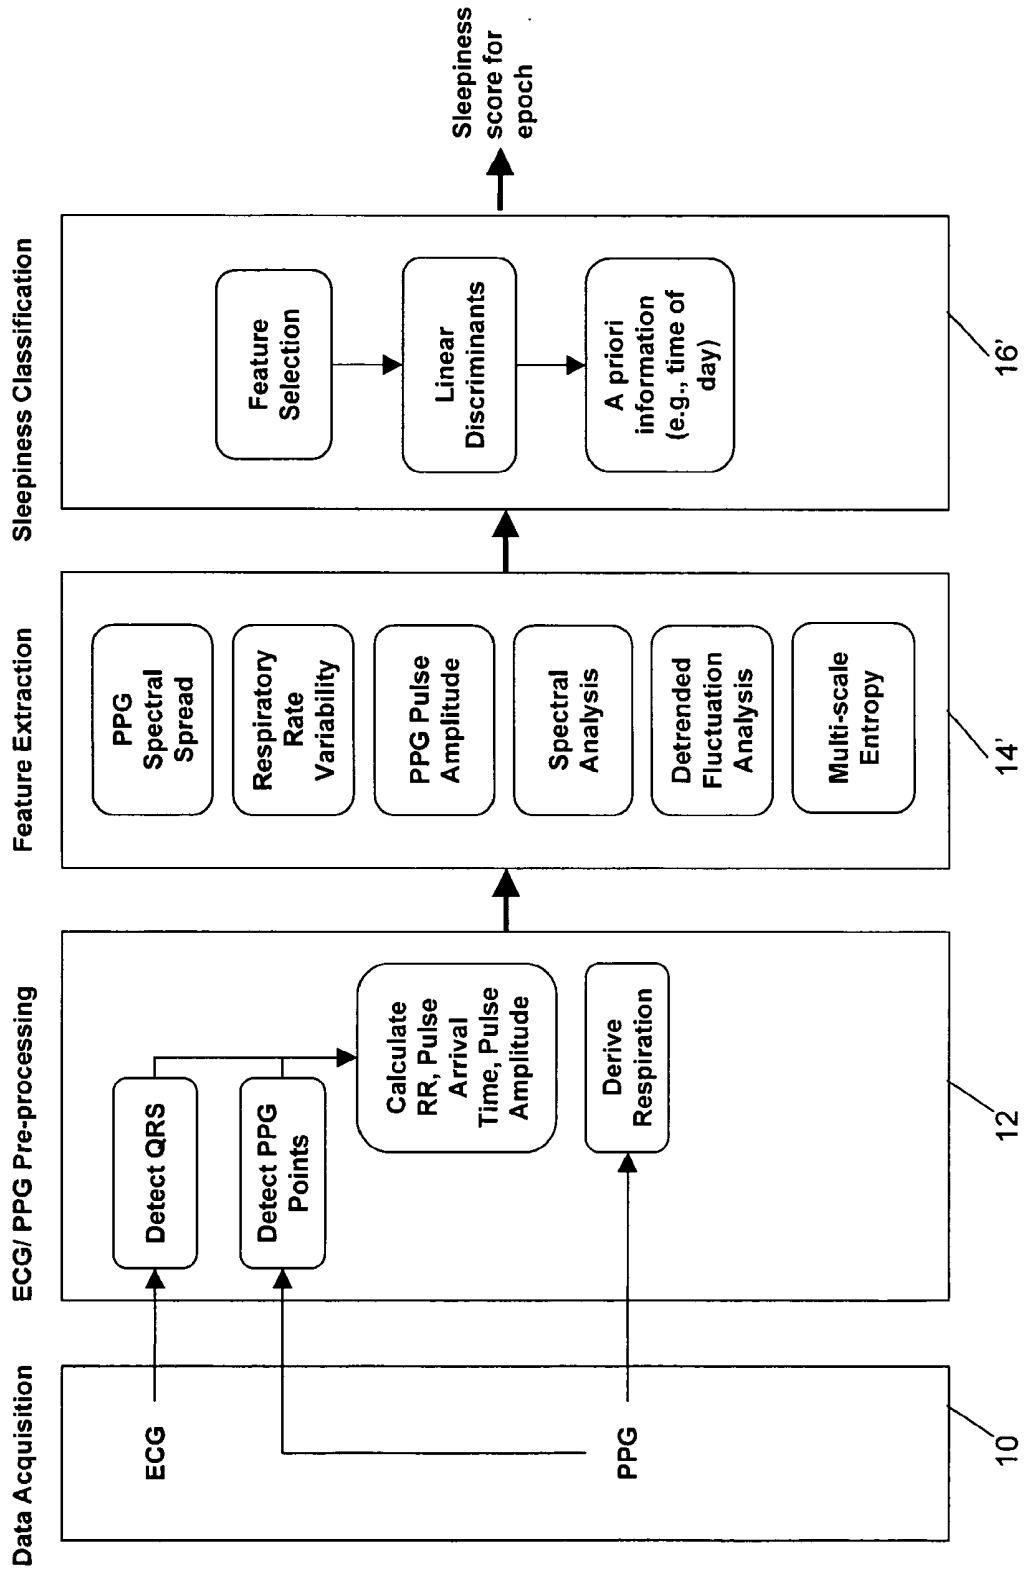 Data Acquisition
ECG
PPG
10
ECG/ PPG Pre-processing
Detect QRS
Detect PPG
Points
Calculate
RR, Pulse
Arrival
Time, Pulse
Amplitude
Derive
Respiration
12
Feature Extraction
PPG
Spectral
Spread
Respiratory
Rate
Variability
PPG Pulse
Amplitude
Spectral
Analysis
Detrended
Fluctuation
Analysis
Multi-scale
Entropy
14'
Sleepiness Classification
Feature
Selection
Linear
Discriminants
A priori
information
(e.g., time of
day)
16'
Sleepiness
score for
epoch